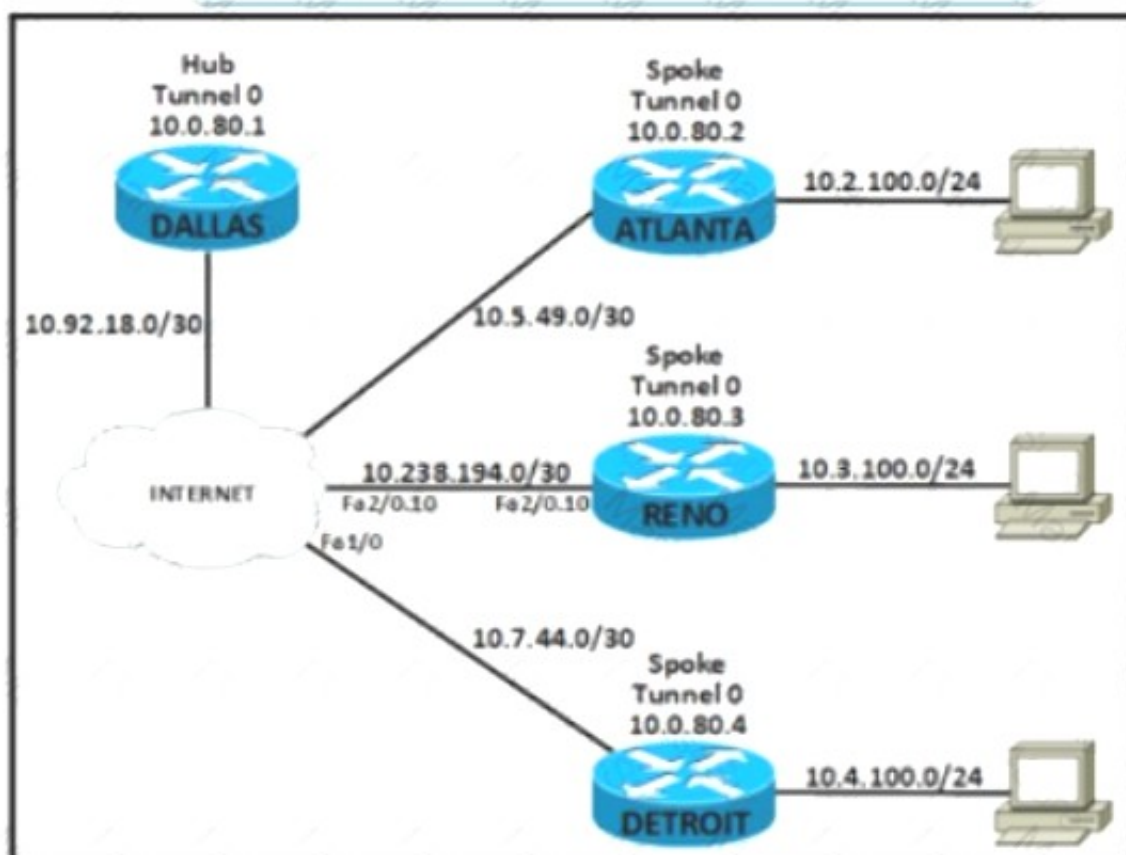 Hub
Tunnel 0
10.0.80.1
DALLAS
10.92.18.0/30
INTERNET
Spoke
Tunnel 0
10.0.80.2
ATLANTA
10.2.100.0/24
10.5.49.0/30
Spoke
Tunnel 0
10.0.80.3
RENO
10.3.100.0/24
10.238.194.0/30
Fa2/0.10
Fa2/0.10
Fa1/0
10.7.44.0/30
Spoke
Tunnel 0
10.0.80.4
DETROIT
10.4.100.0/24